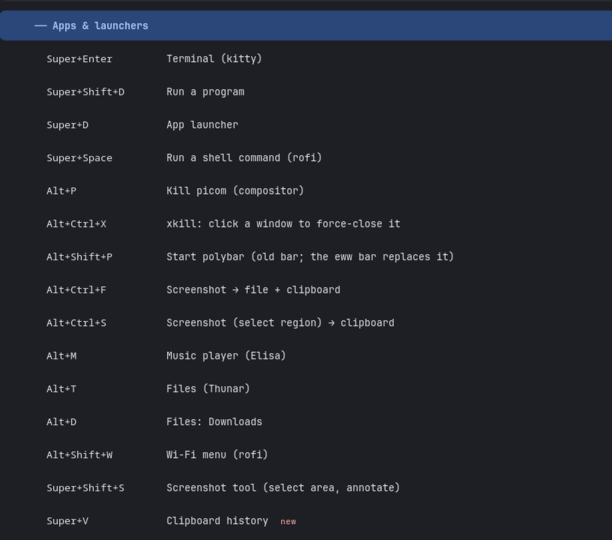 ── Apps & launchers
Super+Enter Terminal (kitty)
Super+Shift+D Run a program
Super+D App launcher
Super+Space Run a shell command (rofi)
Alt+P Kill picom (compositor)
Alt+Ctrl+X xkill: click a window to force-close it
Alt+Shift+P Start polybar (old bar; the eww bar replaces it)
Alt+Ctrl+F Screenshot → file + clipboard
Alt+Ctrl+S Screenshot (select region) → clipboard
Alt+M Music player (Elisa)
Alt+T Files (Thunar)
Alt+D Files: Downloads
Alt+Shift+W Wi-Fi menu (rofi)
Super+Shift+S Screenshot tool (select area, annotate)
Super+V Clipboard history new